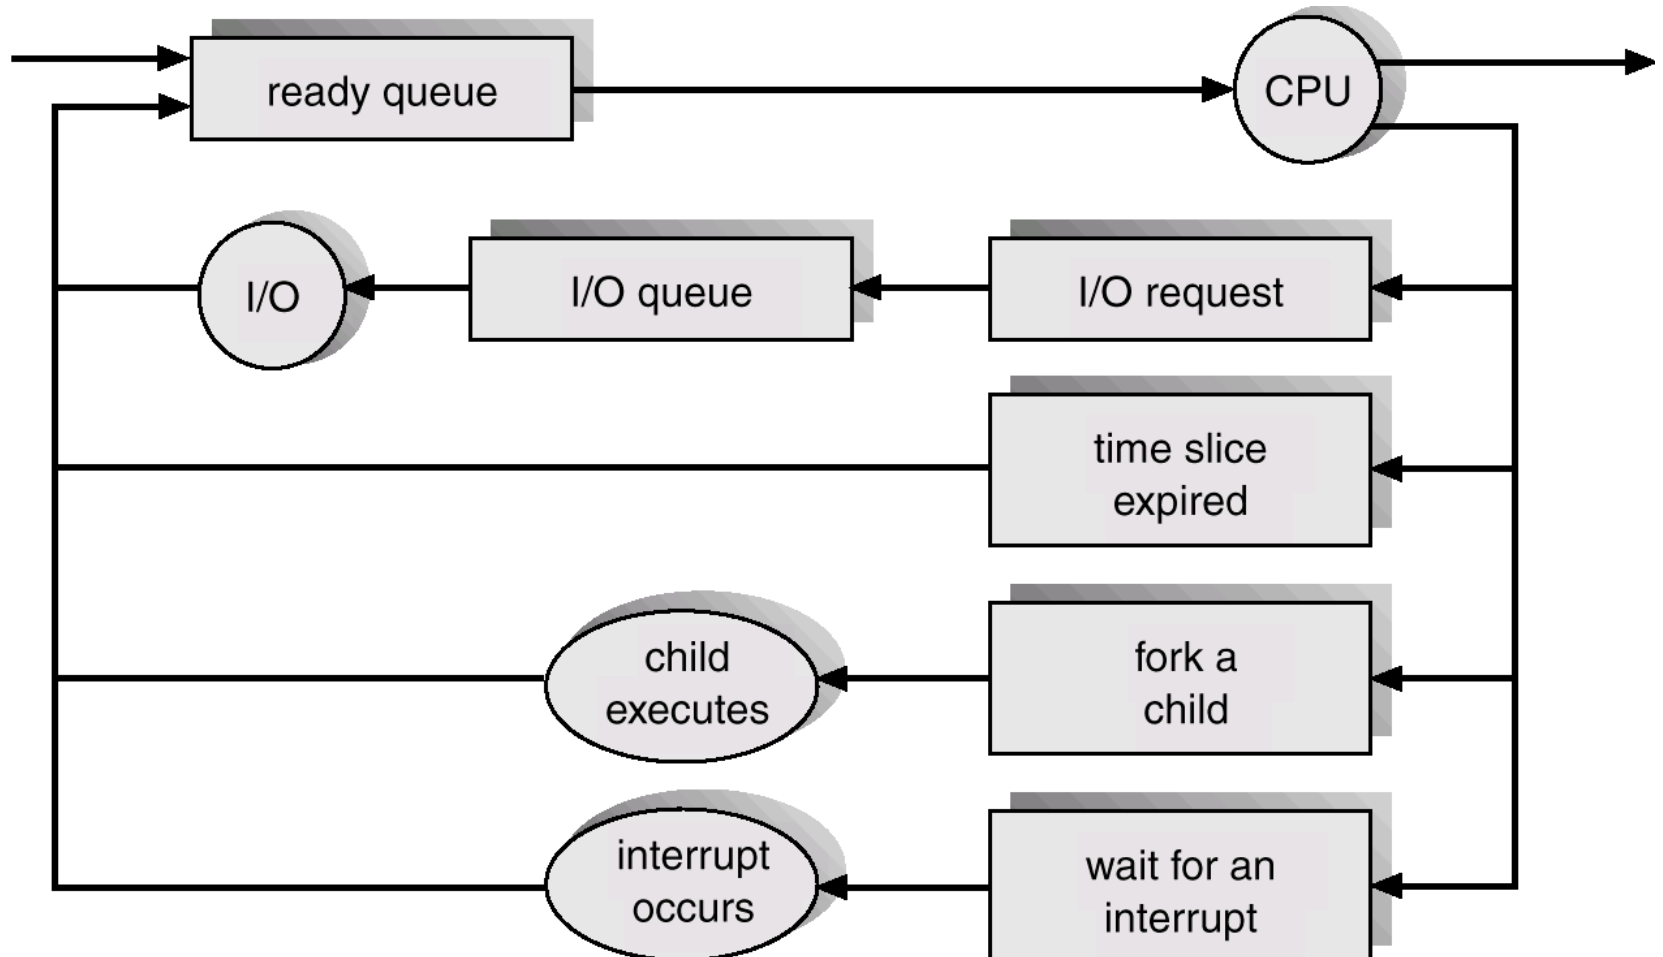 ready queue
CPU
I/O
I/O queue
I/O request
time slice
expired
child
executes
fork a
child
interrupt
occurs
wait for an
interrupt